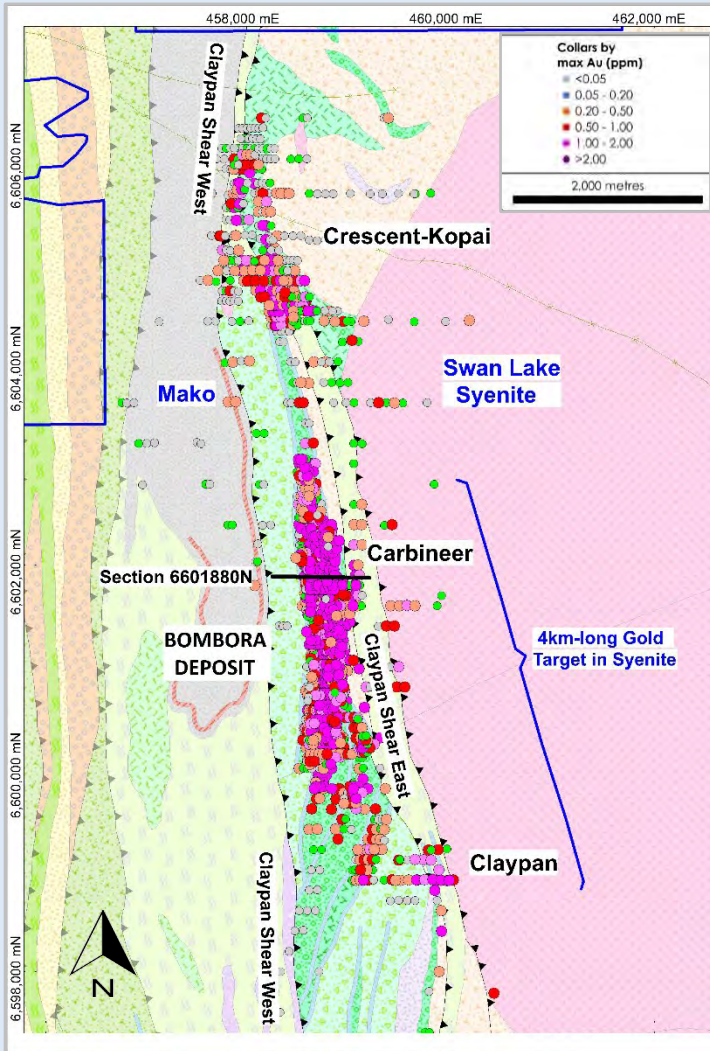 458,000 mE
460,000 mE
462,000 mE
Collars by
max Au (ppm)
<0.05
0.05 - 0.20
0.20 - 0.50
0.50 - 1.00
1.00 - 2.00
>2.00
2,000 metres
Claypan Shear West
6,606,000 mN
Crescent-Kopai
6,604,000 mN
Mako
Swan Lake
Syenite
6,602,000 mN
Carbineer
Section 6601880N
BOMBORA
DEPOSIT
4km-long Gold
Target in Syenite
Claypan Shear East
6,600,000 mN
Claypan
Claypan Shear West
6,598,000 mN
N